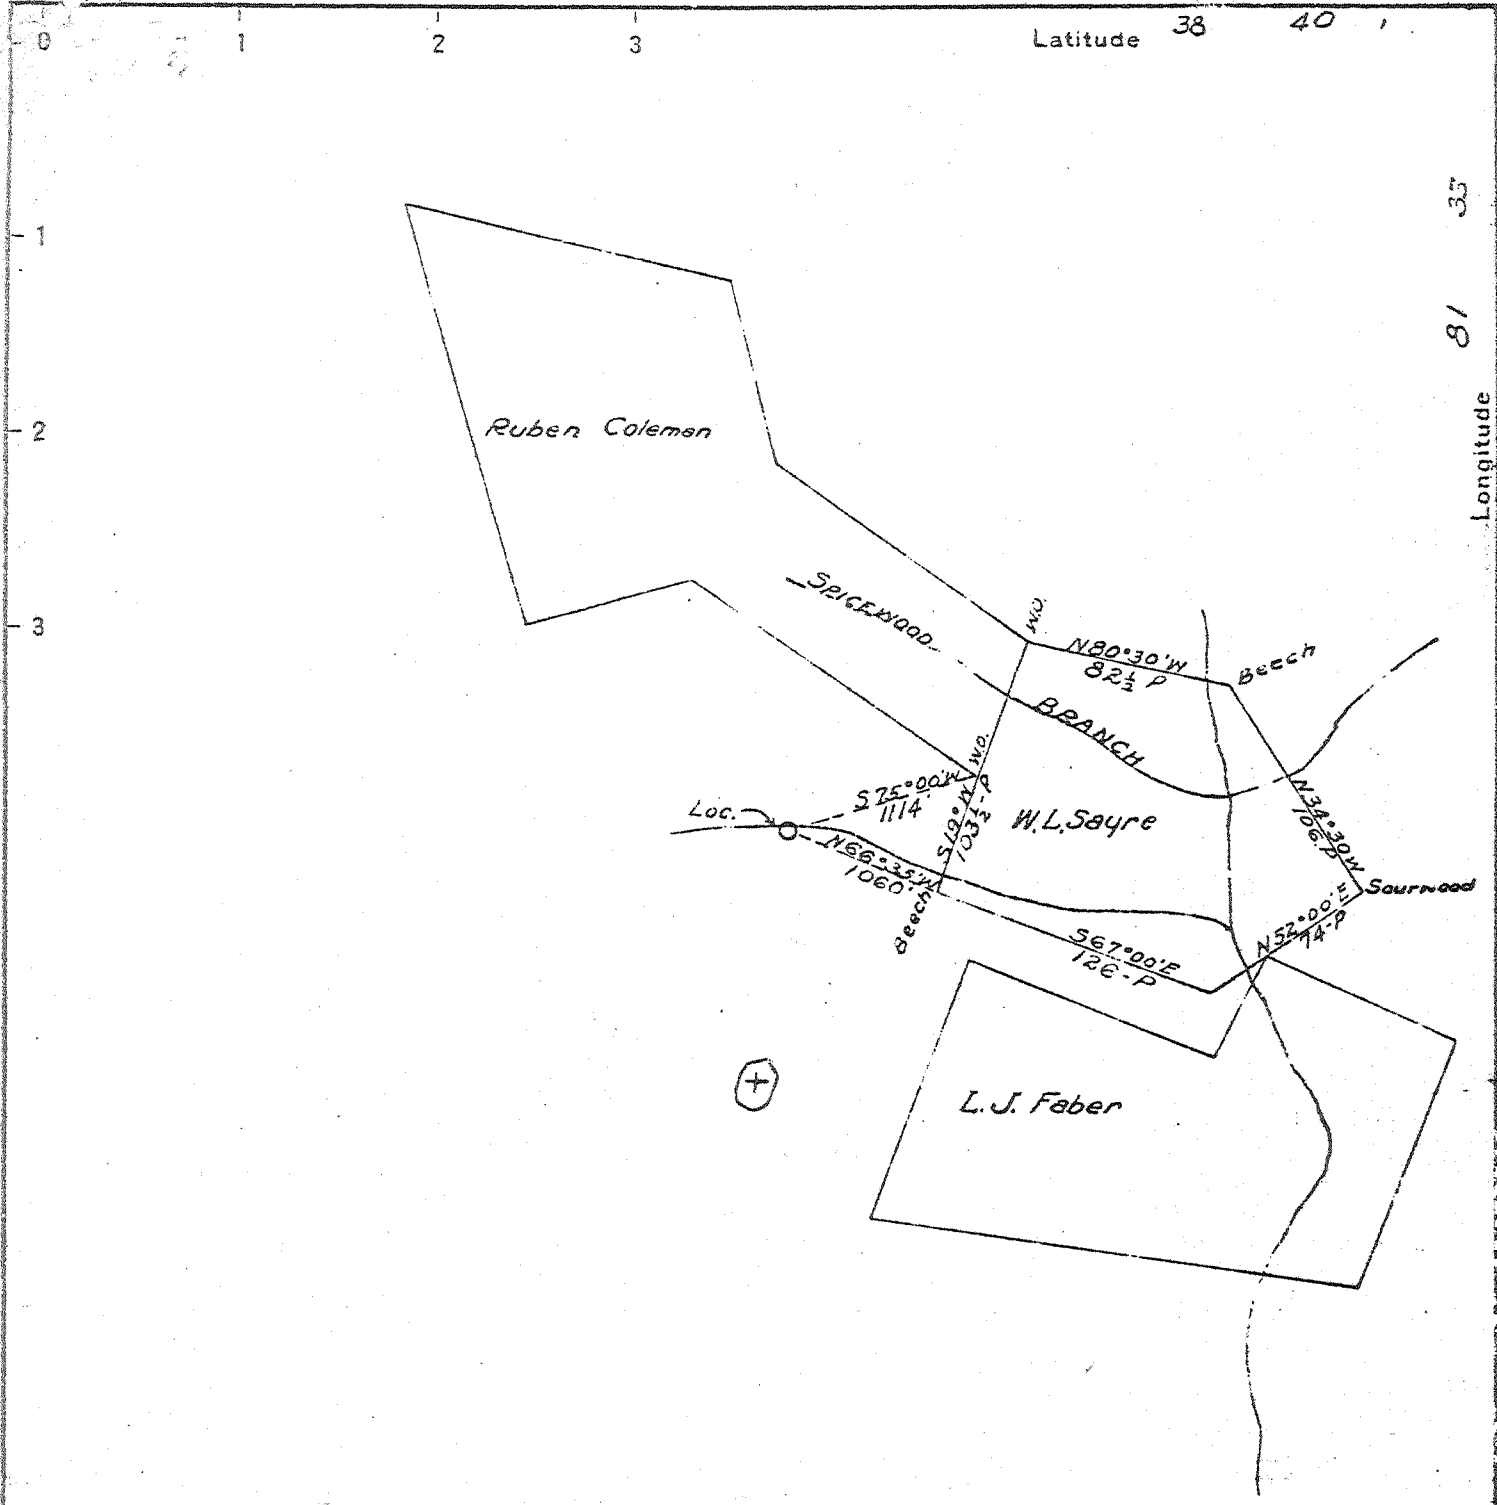 0 1 2 3 Latitude 38 40 '
35
1
81
Longitude
2
Ruben Coleman
3
SPICEWOOD
W.O.
N80°30'W
82½ P
Beech
BRANCH
W.O.
S75°00'W
1114'
S19°W
103½-P
N34°30W
106.P
Loc.
W.L.Sayre
N66°35'W
1060'
Sourwood
Beech
N52°00'E
74-P
S67°00'E
126-P
L.J. Faber